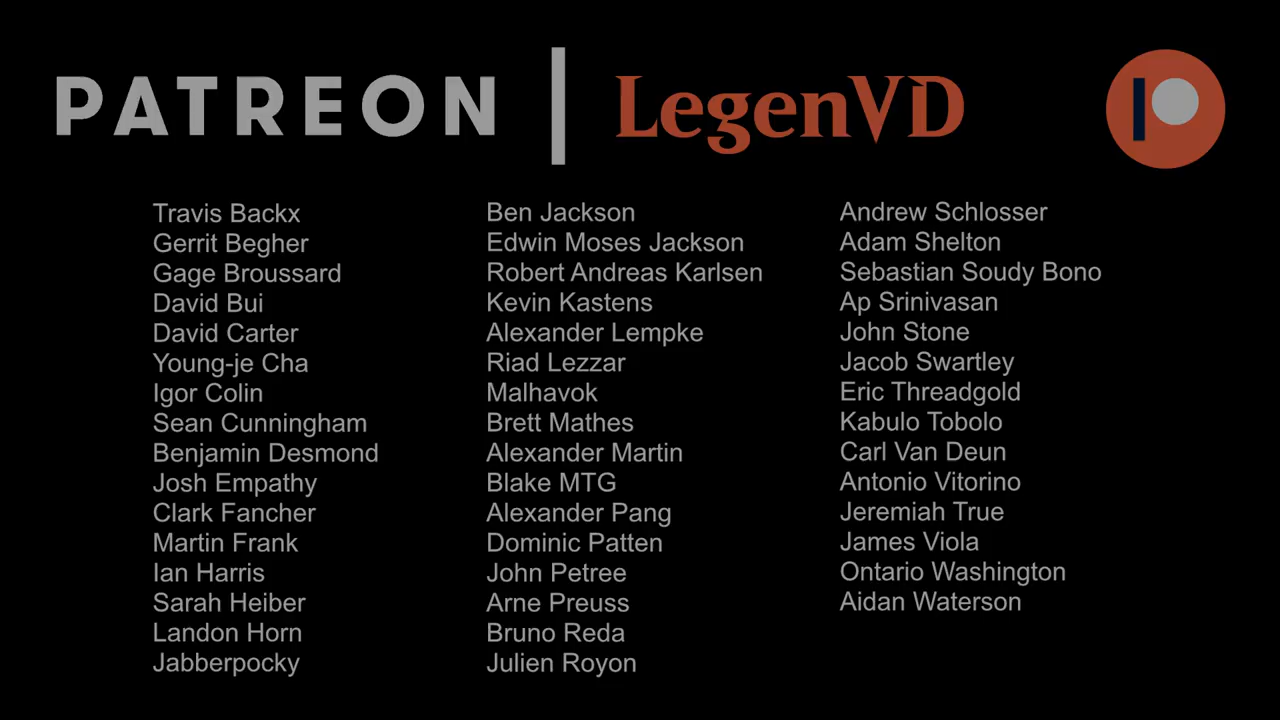 PATREON | LegenVD
Travis Backx
Gerrit Begher
Gage Broussard
David Bui
David Carter
Young-je Cha
Igor Colin
Sean Cunningham
Benjamin Desmond
Josh Empathy
Clark Fancher
Martin Frank
Ian Harris
Sarah Heiber
Landon Horn
Jabberpocky
Ben Jackson
Edwin Moses Jackson
Robert Andreas Karlsen
Kevin Kastens
Alexander Lempke
Riad Lezzar
Malhavok
Brett Mathes
Alexander Martin
Blake MTG
Alexander Pang
Dominic Patten
John Petree
Arne Preuss
Bruno Reda
Julien Royon
Andrew Schlosser
Adam Shelton
Sebastian Soudy Bono
Ap Srinivasan
John Stone
Jacob Swartley
Eric Threadgold
Kabulo Tobolo
Carl Van Deun
Antonio Vitorino
Jeremiah True
James Viola
Ontario Washington
Aidan Waterson